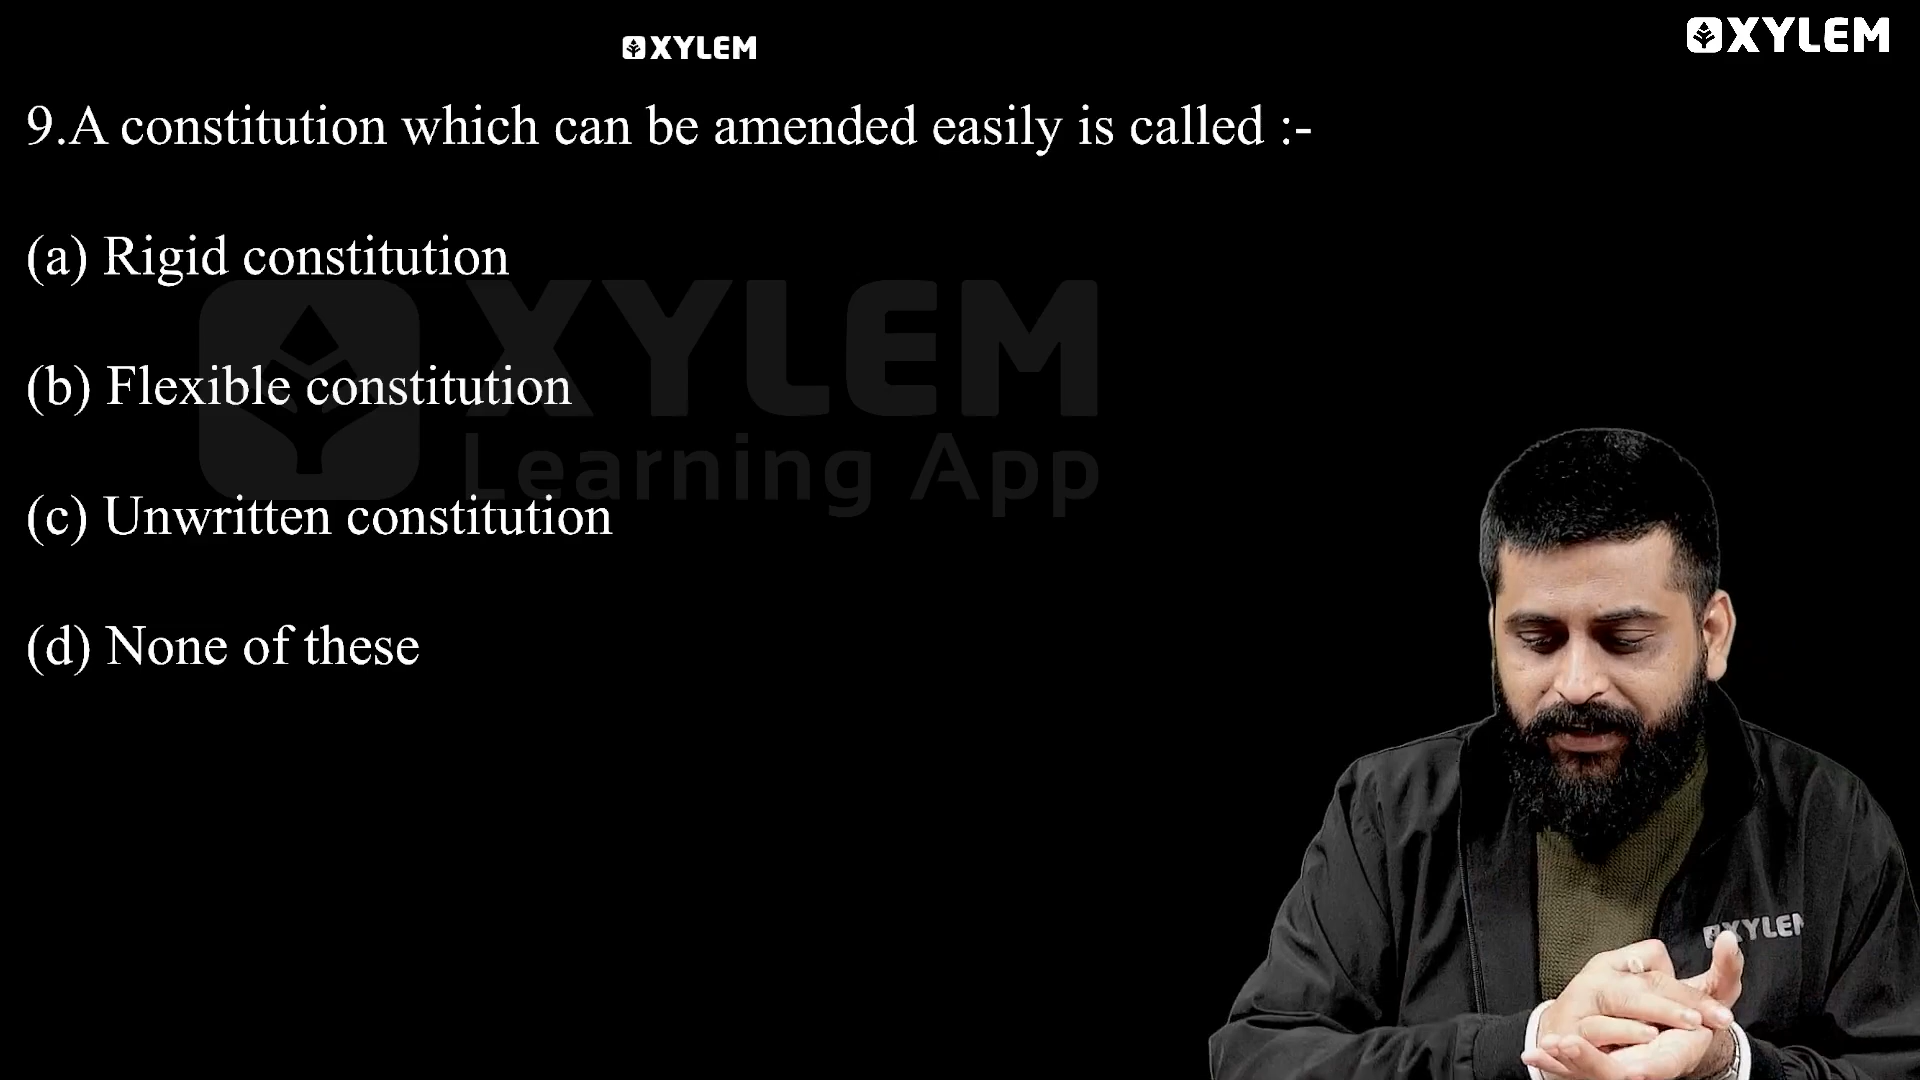 XYLEM
XYLEM
9.A constitution which can be amended easily is called :-
(a) Rigid constitution
(b) Flexible constitution
(c) Unwritten constitution
(d) None of these
XYLEM
Learning App
XYLEM